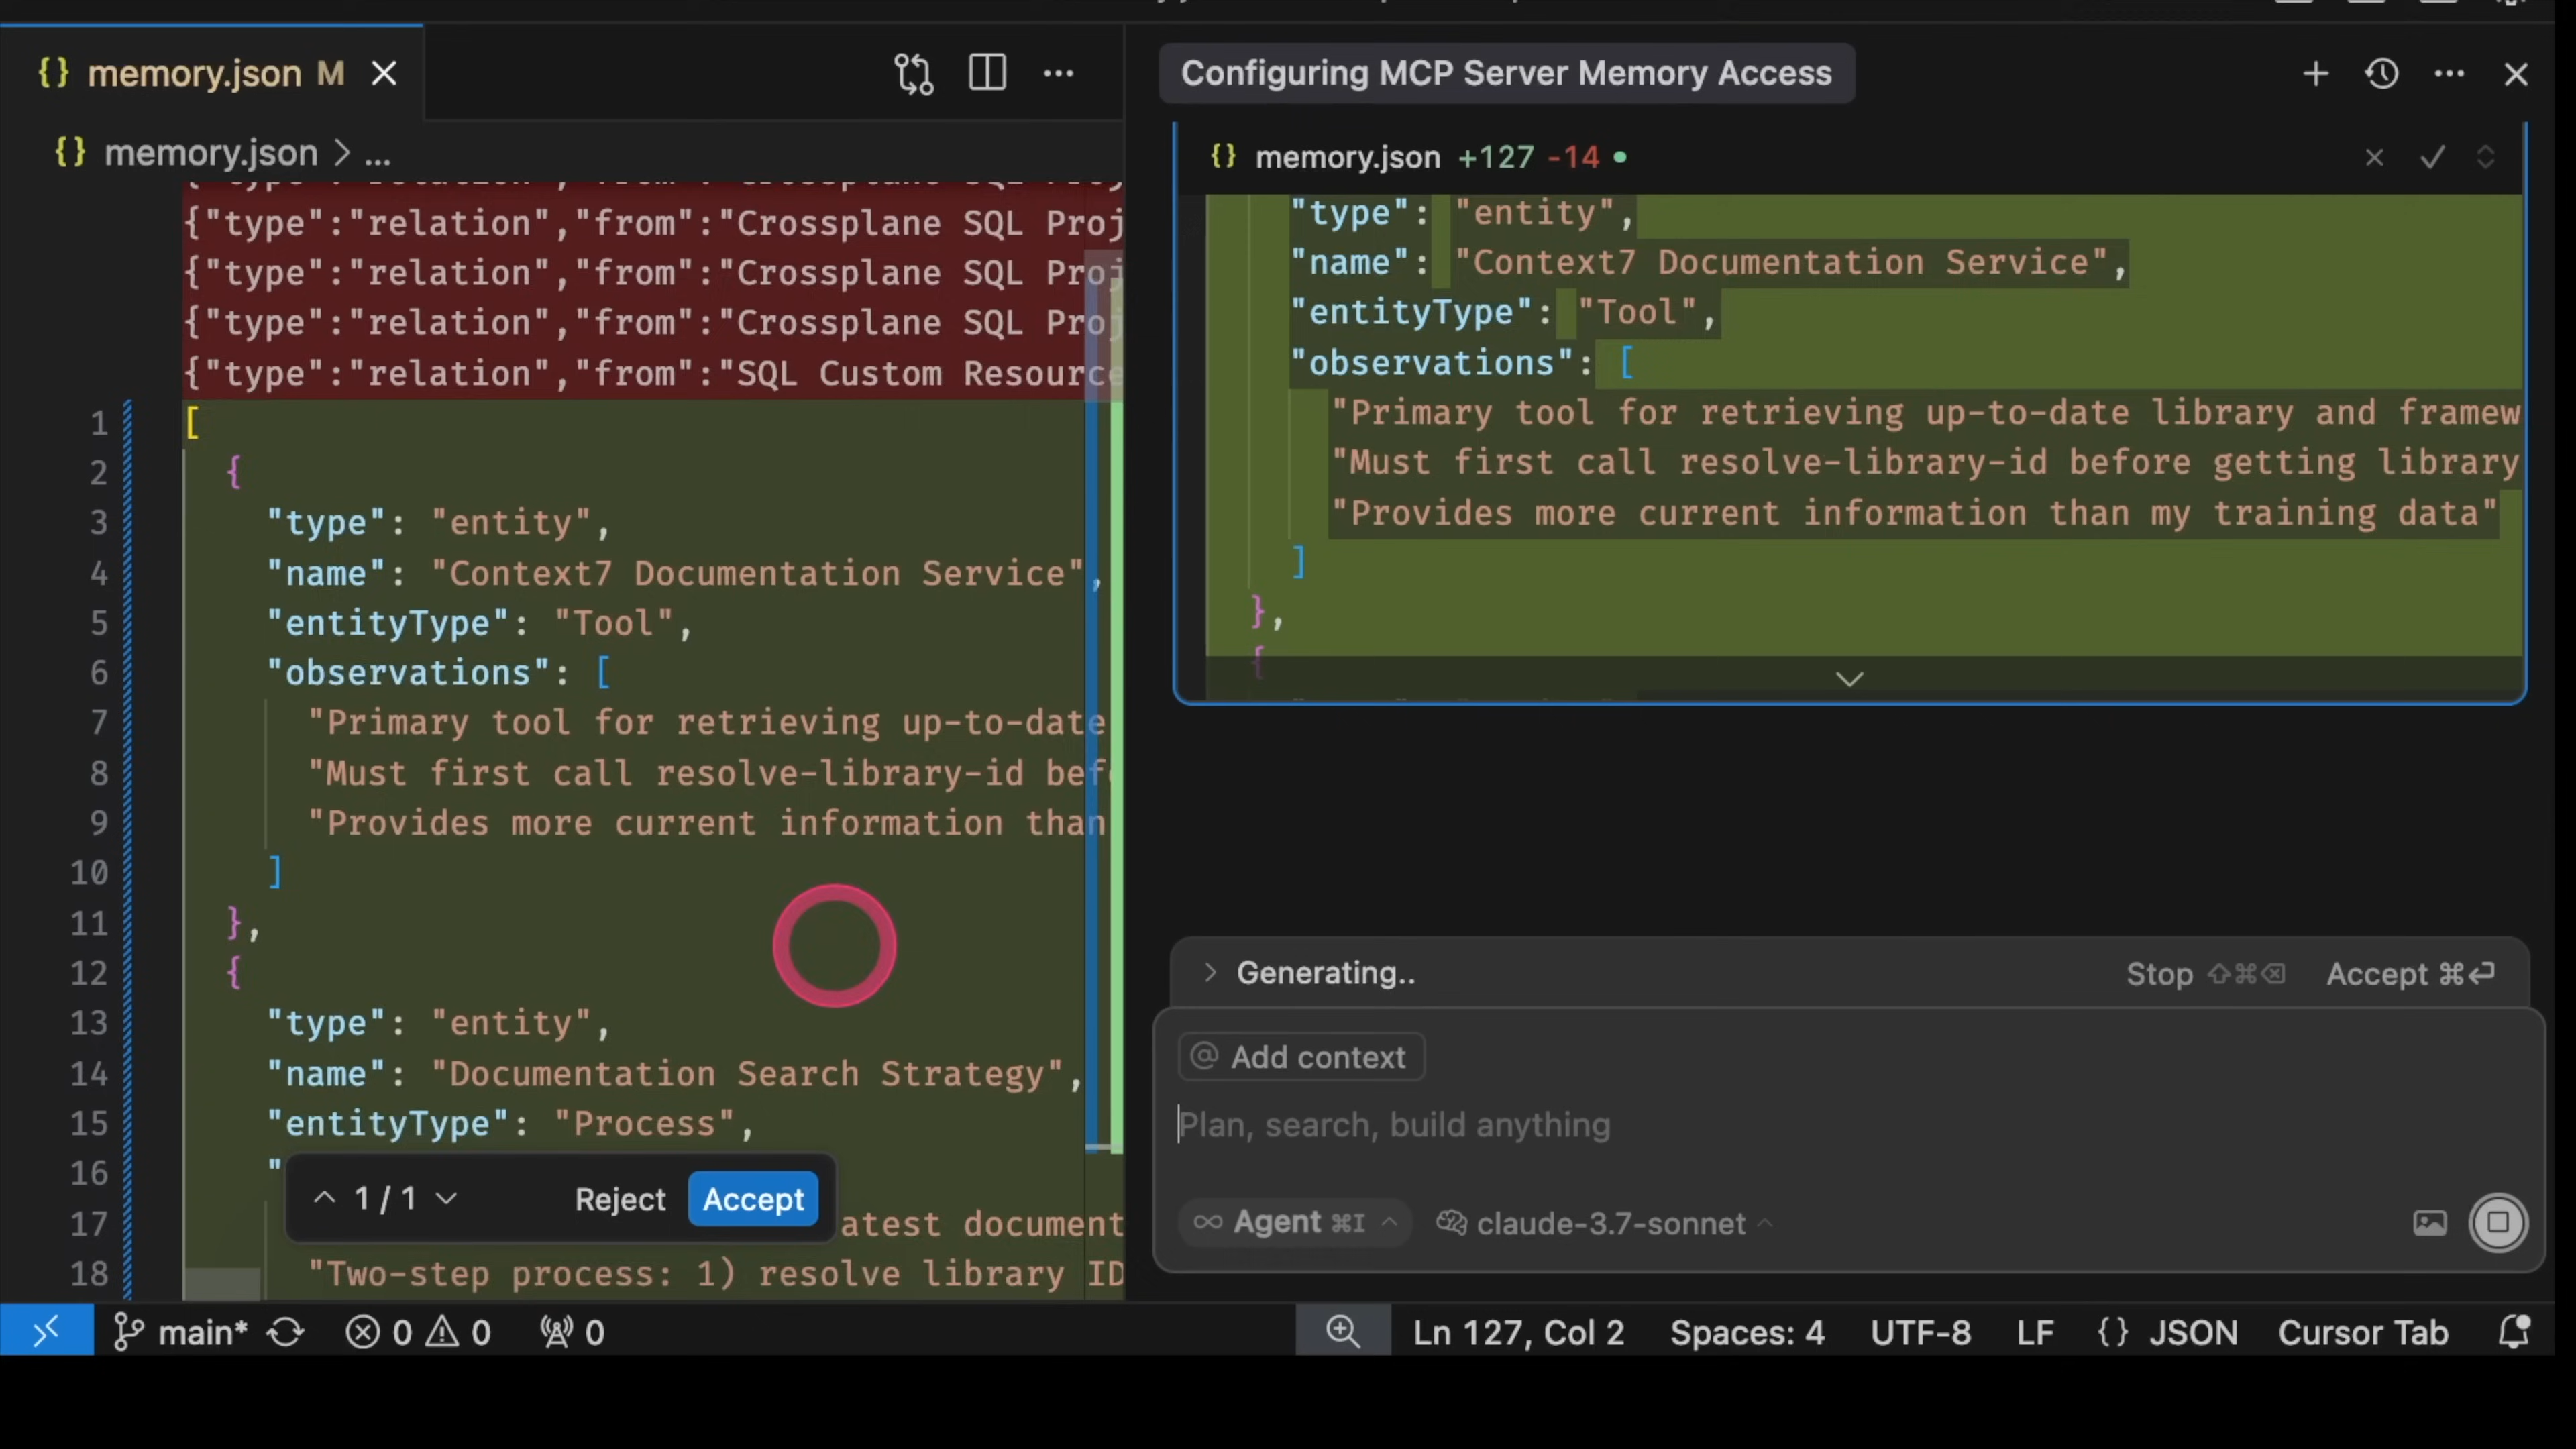 memory.json M
memory.json > ...
{"type":"relation","from":"Crossplane SQL Proj
{"type":"relation","from":"Crossplane SQL Proj
{"type":"relation","from":"Crossplane SQL Proj
{"type":"relation","from":"SQL Custom Resource
1 [
2 {
3 "type": "entity",
4 "name": "Context7 Documentation Service",
5 "entityType": "Tool",
6 "observations": [
7 "Primary tool for retrieving up-to-date
8 "Must first call resolve-library-id bef
9 "Provides more current information than
10 ]
11 },
12 {
13 "type": "entity",
14 "name": "Documentation Search Strategy",
15 "entityType": "Process",
16 "
17 atest document
18 "Two-step process: 1) resolve library ID
1 / 1 Reject Accept
Configuring MCP Server Memory Access
{} memory.json +127 -14
"type": "entity",
"name": "Context7 Documentation Service",
"entityType": "Tool",
"observations": [
"Primary tool for retrieving up-to-date library and framew
"Must first call resolve-library-id before getting library
"Provides more current information than my training data"
]
},
{
Generating.. Stop ⇧⌘⌫ Accept ⌘↵
@ Add context
Plan, search, build anything
∞ Agent ⌘I claude-3.7-sonnet
main* 0 0 0 Ln 127, Col 2 Spaces: 4 UTF-8 LF {} JSON Cursor Tab